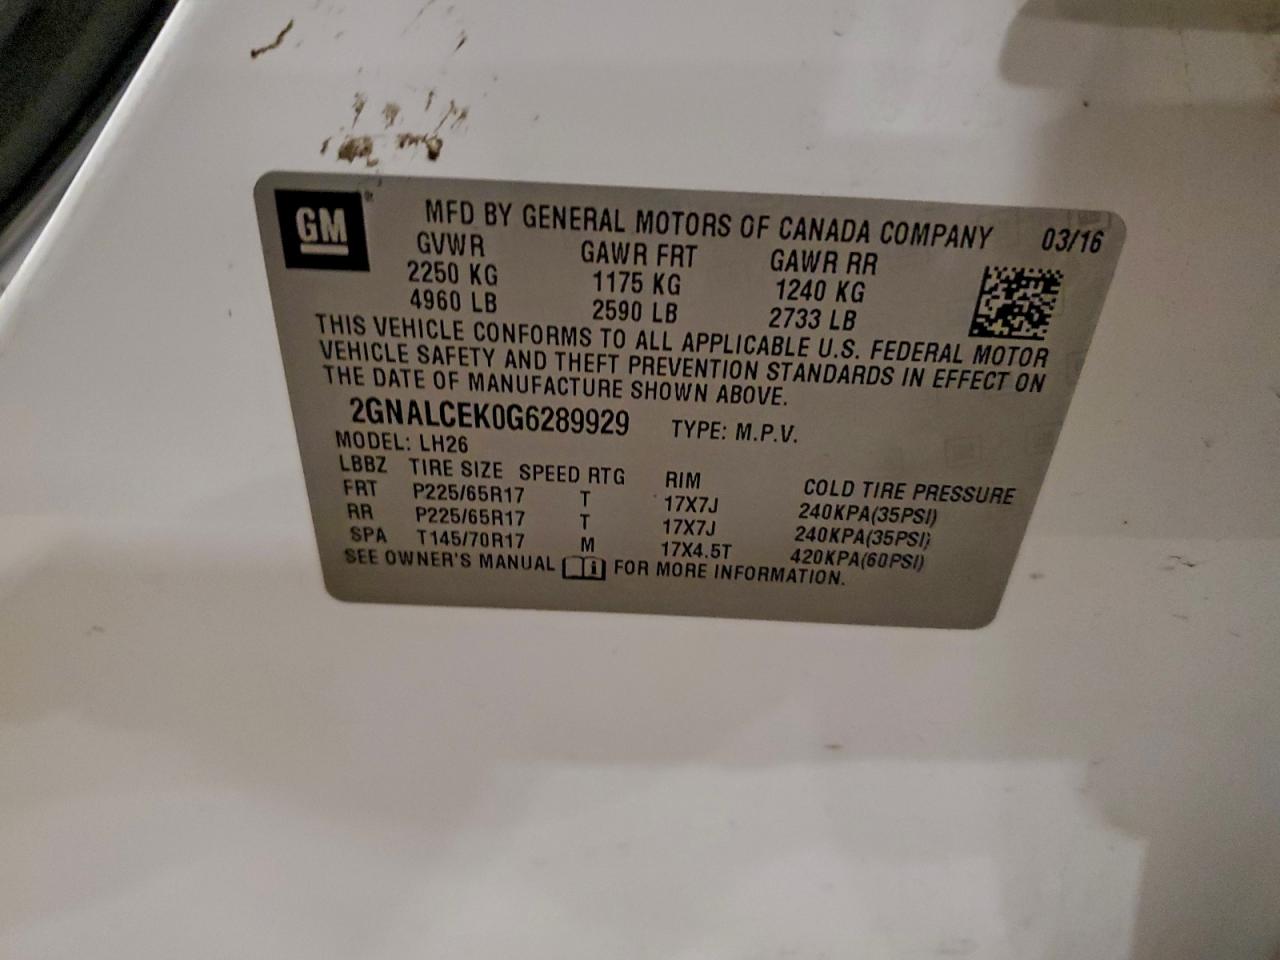 GM ® MFD BY GENERAL MOTORS OF CANADA COMPANY 03/16
GVWR GAWR FRT GAWR RR
2250 KG 1175 KG 1240 KG
4960 LB 2590 LB 2733 LB
THIS VEHICLE CONFORMS TO ALL APPLICABLE U.S. FEDERAL MOTOR
VEHICLE SAFETY AND THEFT PREVENTION STANDARDS IN EFFECT ON
THE DATE OF MANUFACTURE SHOWN ABOVE.
2GNALCEK0G6289929 TYPE: M.P.V.
MODEL: LH26
LBBZ TIRE SIZE SPEED RTG RIM COLD TIRE PRESSURE
FRT P225/65R17 T 17X7J 240KPA(35PSI)
RR P225/65R17 T 17X7J 240KPA(35PSI)
SPA T145/70R17 M 17X4.5T 420KPA(60PSI)
SEE OWNER'S MANUAL i FOR MORE INFORMATION.